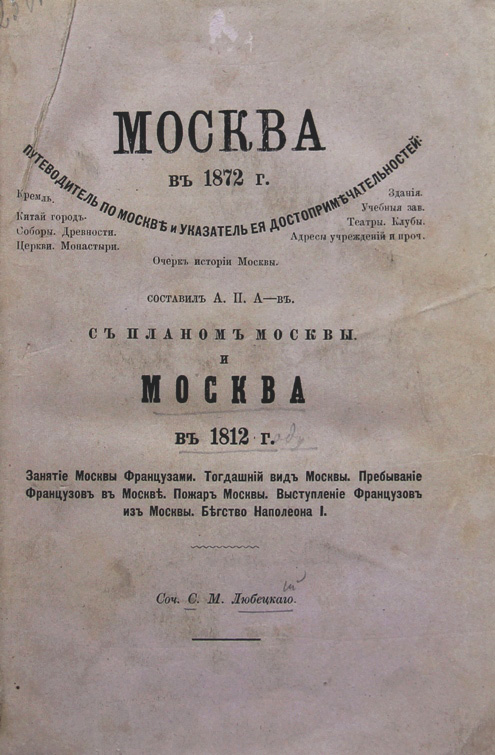 МОСКВА
въ 1872 г.
ПУТЕВОДИТЕЛЬ ПО МОСКВѢ и УКАЗАТЕЛЬ ЕЯ ДОСТОПРИМѢЧАТЕЛЬНОСТЕЙ:
Кремль.
Китай городъ.
Соборы. Древности.
Церкви. Монастыри.
Зданія.
Учебныя зав.
Театры. Клубы.
Адресы учрежденій и проч.
Очеркъ исторіи Москвы.
СОСТАВИЛЪ А. П. А—въ.
СЪ ПЛАНОМЪ МОСКВЫ.
и
МОСКВА
въ 1812 г. оду
Занятіе Москвы Французами. Тогдашній видъ Москвы. Пребываніе
Французовъ въ Москвѣ. Пожаръ Москвы. Выступленіе Французовъ
изъ Москвы. Бѣгство Наполеона I.
Соч. С. М. Любецкаго.